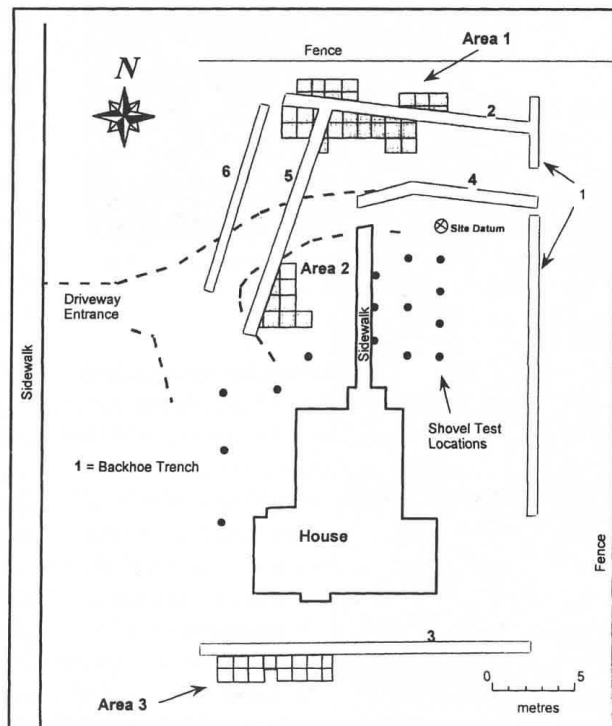 Fence
Area 1
N
2
6
5
4
1
Site Datum
Area 2
Driveway
Entrance
Sidewalk
Sidewalk
Shovel Test
Locations
1 = Backhoe Trench
House
Fence
3
0 5
metres
Area 3